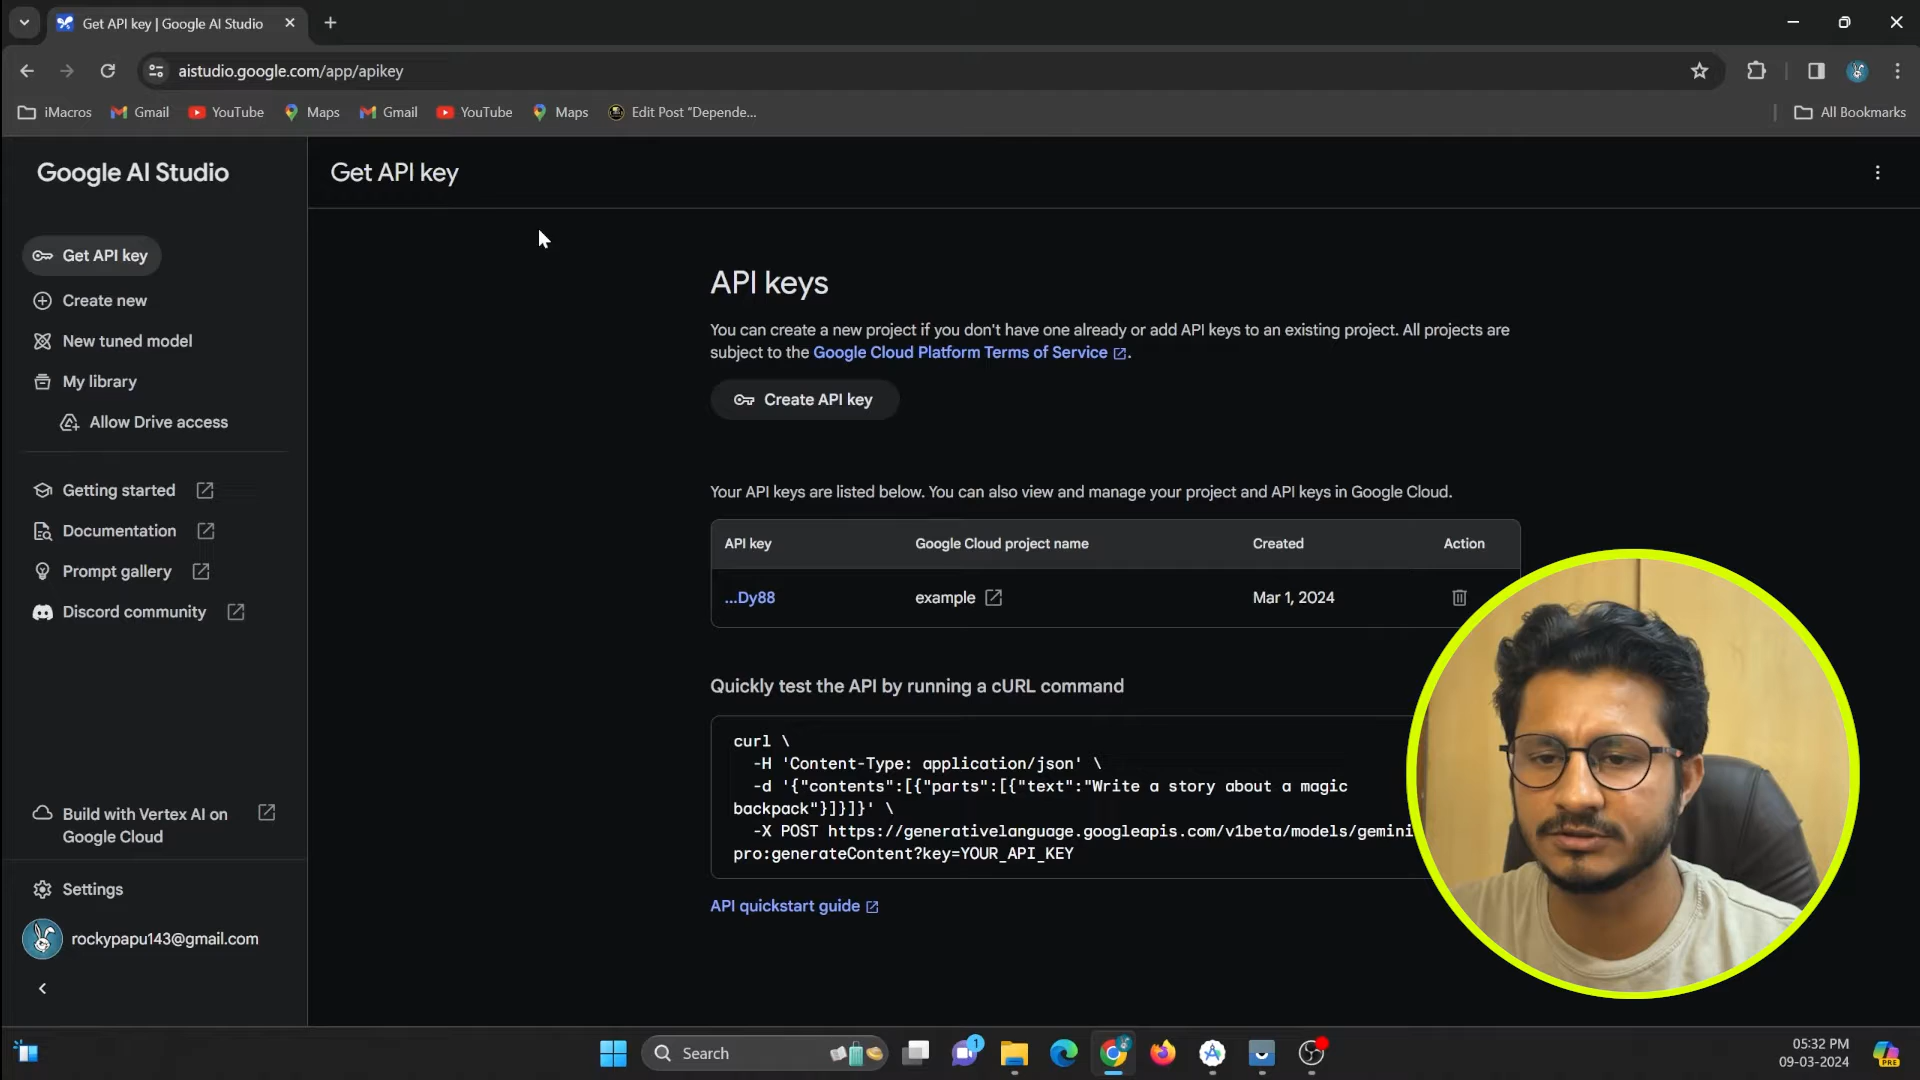 Get API key | Google AI Studio
aistudio.google.com/app/apikey
iMacros
Gmail
YouTube
Maps
Gmail
YouTube
Maps
Edit Post “Depende...
All Bookmarks
Google AI Studio
Get API key
Get API key
Create new
New tuned model
My library
Allow Drive access
Getting started
Documentation
Prompt gallery
Discord community
Build with Vertex AI on
Google Cloud
Settings
rockypapu143@gmail.com
API keys
You can create a new project if you don't have one already or add API keys to an existing project. All projects are
subject to the Google Cloud Platform Terms of Service.
Create API key
Your API keys are listed below. You can also view and manage your project and API keys in Google Cloud.
API key Google Cloud project name Created Action
...Dy88 example Mar 1, 2024
Quickly test the API by running a cURL command
curl \
-H 'Content-Type: application/json' \
-d '{"contents":[{"parts":[{"text":"Write a story about a magic
backpack"}]}]}' \
-X POST https://generativelanguage.googleapis.com/v1beta/models/gemini
pro:generateContent?key=YOUR_API_KEY
API quickstart guide
Search
1
05:32 PM
09-03-2024
PRE